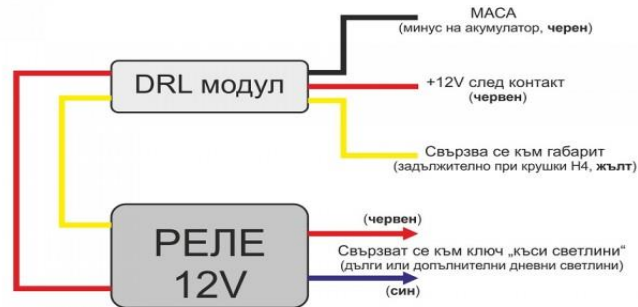 МАСА
(минус на акумулатор, черен)
DRL модул
+12V след контакт
(червен)
Свързва се към габарит
(задължително при крушки H4, жълт)
(червен)
РЕЛЕ
12V
Свързват се към ключ „къси светлини“
(дълги или допълнителни дневни светлини)
(син)